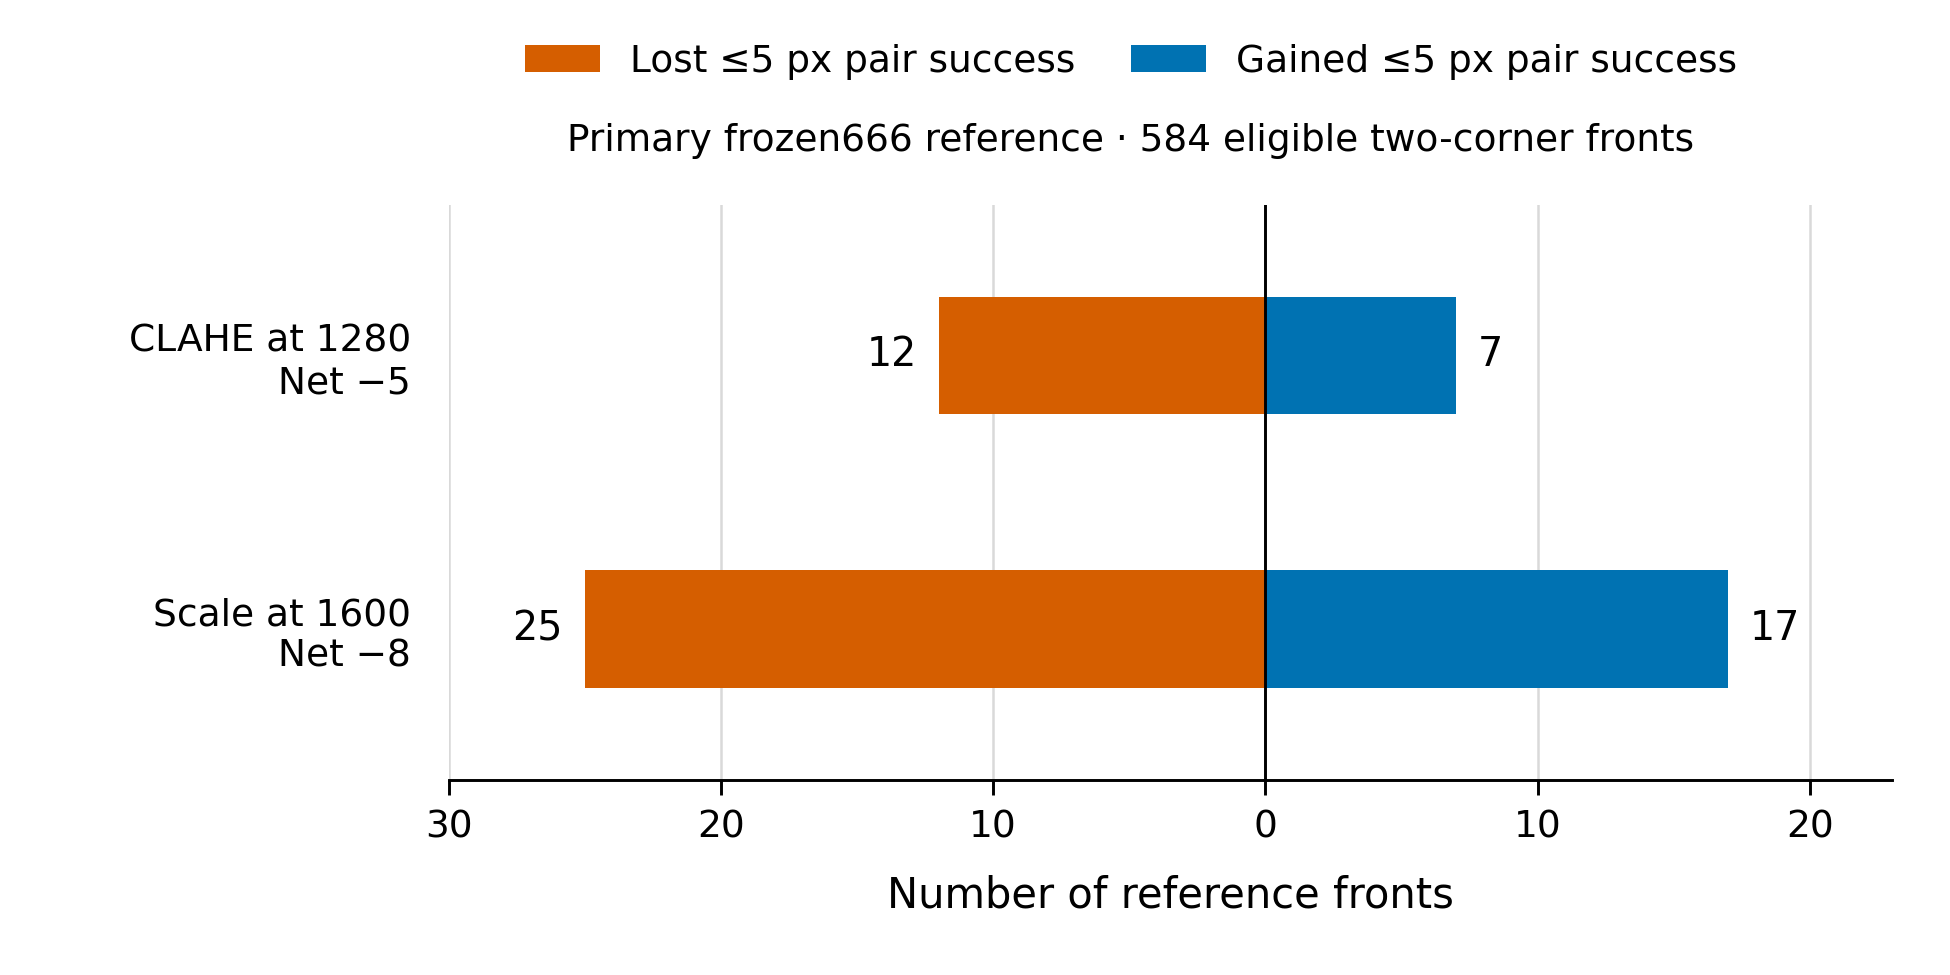 Lost ≤5 px pair success
Gained ≤5 px pair success
Primary frozen666 reference · 584 eligible two-corner fronts
CLAHE at 1280
Net −5
12
7
Scale at 1600
Net −8
25
17
30
20
10
0
10
20
Number of reference fronts